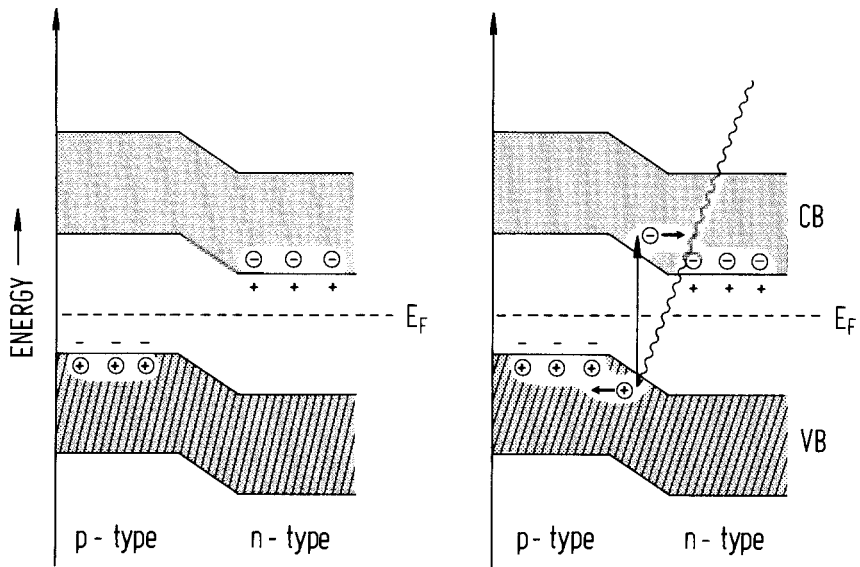 ENERGY →
E_F
p - type
n - type
CB
E_F
VB
p - type
n - type